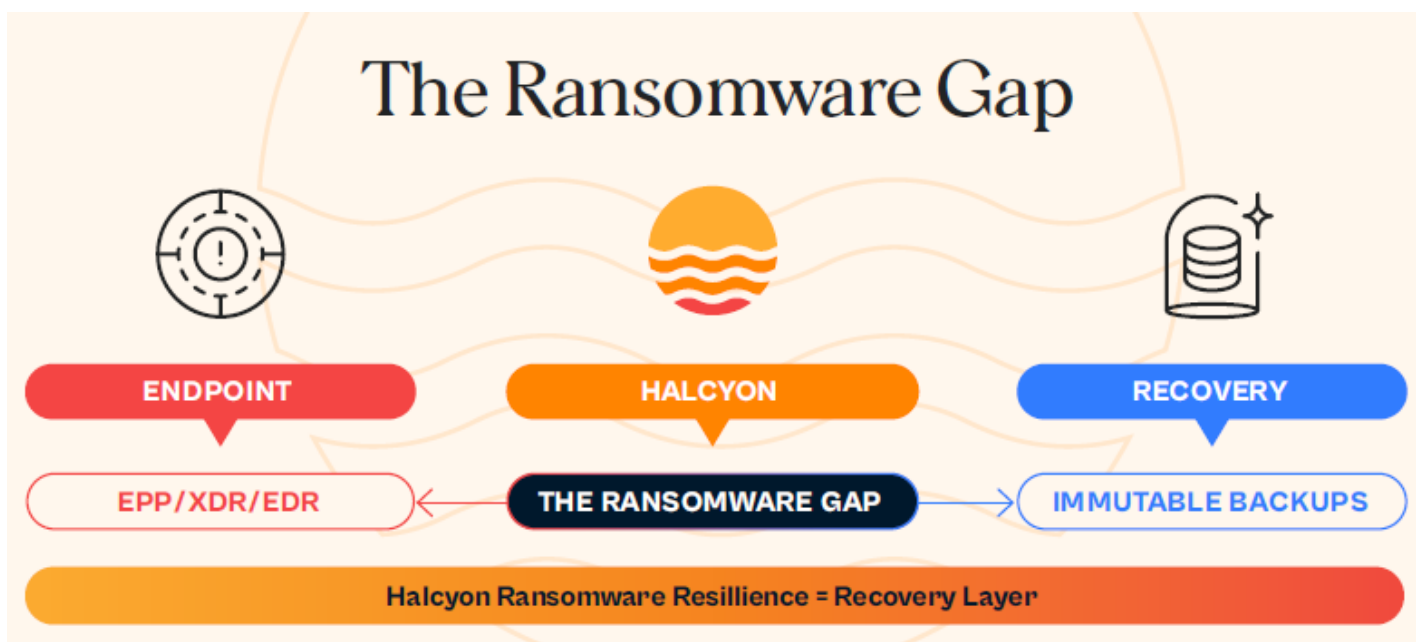 The Ransomware Gap
ENDPOINT
HALCYON
RECOVERY
EPP/XDR/EDR
THE RANSOMWARE GAP
IMMUTABLE BACKUPS
Halcyon Ransomware Resillience = Recovery Layer